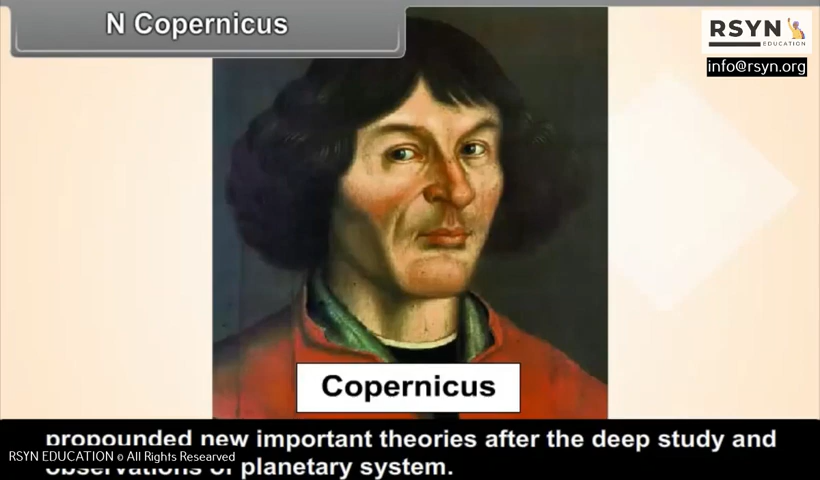 N Copernicus
RSYN
EDUCATION
info@rsyn.org
Copernicus
propounded new important theories after the deep study and
observations of planetary system.
RSYN EDUCATION © All Rights Researved